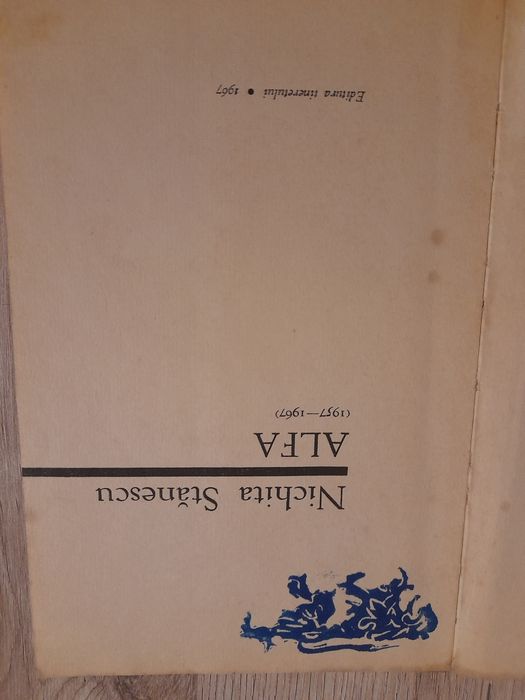 Nichita Stănescu
ALFA
(1957—1967)
Editura tineretului • 1967